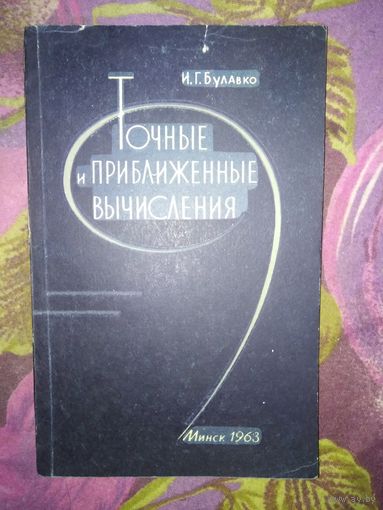 И.Г. Булавко
Точные
и приближенные
вычисления
Минск 1963